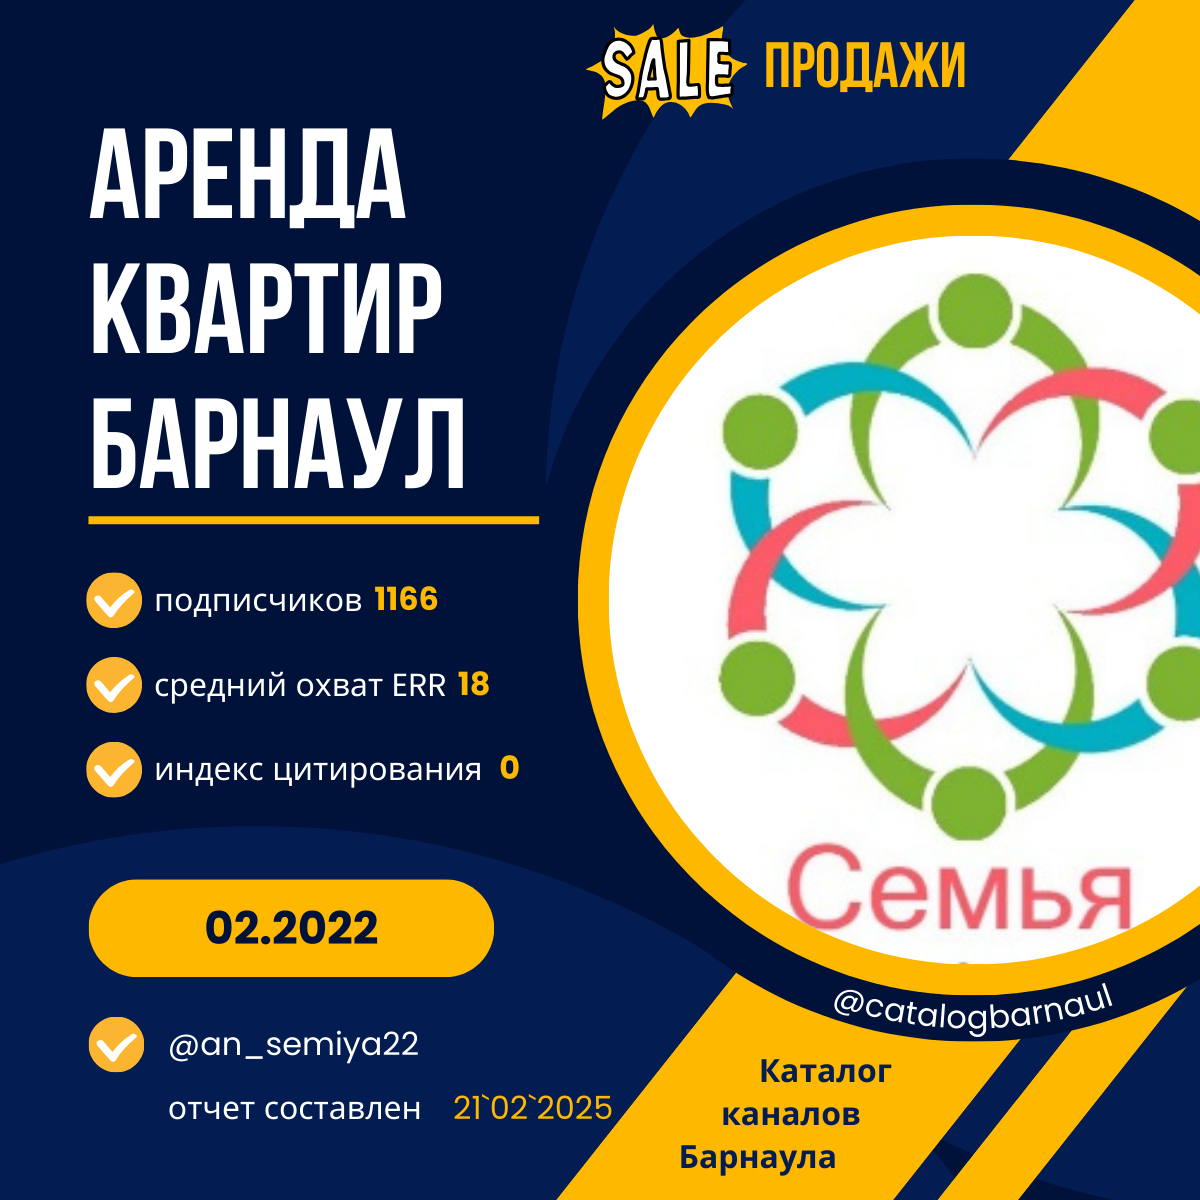 SALE ПРОДАЖИ
АРЕНДА
КВАРТИР
БАРНАУЛ
подписчиков 1166
средний охват ERR 18
индекс цитирования 0
02.2022
Семья
@catalogbarnaul
@an_semiya22
отчет составлен 21`02`2025
Каталог
каналов
Барнаула